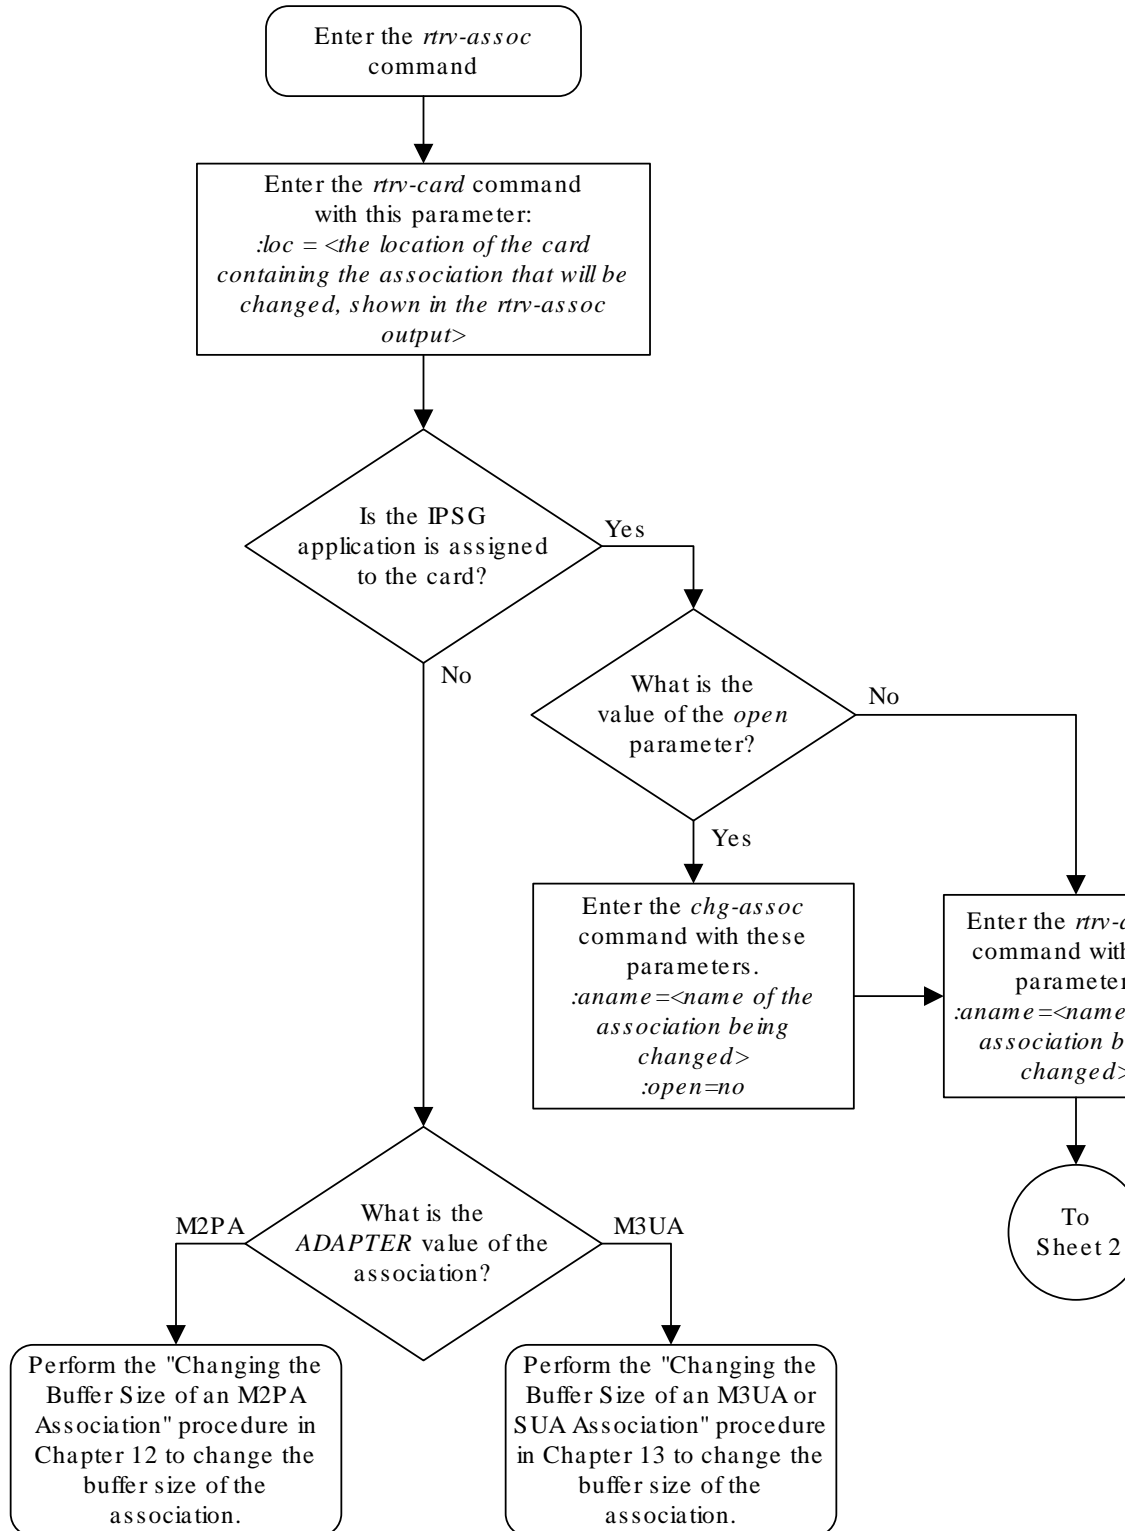 Enter the rtrv-assoc
command
Enter the rtrv-card command
with this parameter:
:loc = <the location of the card
containing the association that will be
changed, shown in the rtrv-assoc
output>
Is the IPSG
application is assigned
to the card?
Yes
No
What is the
value of the open
parameter?
No
Yes
Enter the chg-assoc
command with these
parameters.
:aname=<name of the
association being
changed>
:open=no
Enter the
command with
:aname=<name
association
changed>
To
Sheet 2
What is the
ADAPTER value of the
association?
M2PA
M3UA
Perform the "Changing the
Buffer Size of an M2PA
Association" procedure in
Chapter 12 to change the
buffer size of the
association.
Perform the "Changing the
Buffer Size of an M3UA or
SUA Association" procedure
in Chapter 13 to change the
buffer size of the
association.